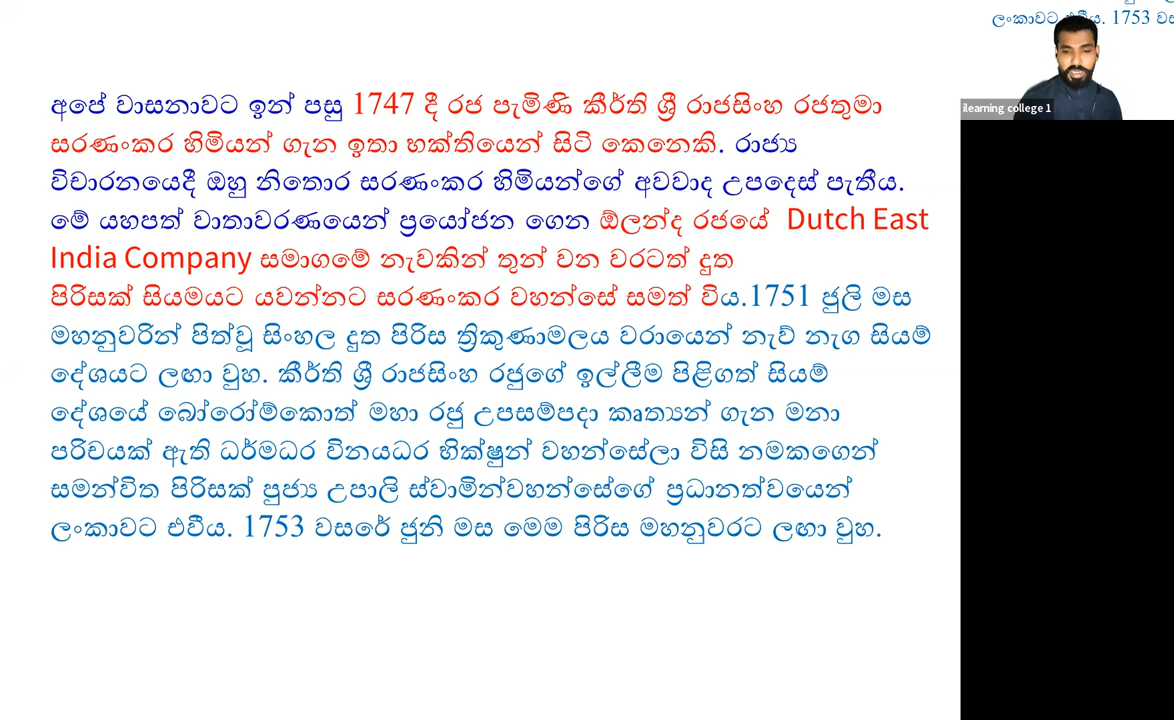 ලංකාවට එවීය. 1753 වස
ilearning college 1
අපේ වාසනාවට ඉන් පසු 1747 දී රජ පැමිණි කීර්ති ශ්‍රී රාජසිංහ රජතුමා
සරණංකර හිමියන් ගැන ඉතා භක්තියෙන් සිටි කෙනෙකි. රාජ්‍ය
විචාරනයෙදී ඔහු නිතොර සරණංකර හිමියන්ගේ අවවාද උපදෙස් පැතීය.
මේ යහපත් වාතාවරණයෙන් ප්‍රයෝජන ගෙන ඕලන්ද රජයේ Dutch East
India Company සමාගමේ නැවකින් තුන් වන වරටත් දූත
පිරිසක් සියමයට යවන්නට සරණංකර වහන්සේ සමත් විය.1751 ජුලි මස
මහනුවරින් පිත්වූ සිංහල දූත පිරිස ත්‍රිකුණාමලය වරායෙන් නැව් නැග සියම්
දේශයට ලඟා වුහ. කීර්ති ශ්‍රී රාජසිංහ රජුගේ ඉල්ලීම පිළිගත් සියම්
දේශයේ බෝරෝම්කොත් මහා රජු උපසම්පදා කෘත්‍යන් ගැන මනා
පරිචයක් ඇති ධර්මධර විනයධර භික්ෂුන් වහන්සේලා විසි නමකගෙන්
සමන්විත පිරිසක් පුජ්‍ය උපාලි ස්වාමින්වහන්සේගේ ප්‍රධානත්වයෙන්
ලංකාවට එවීය. 1753 වසරේ ජුනි මස මෙම පිරිස මහනුවරට ලඟා වුහ.